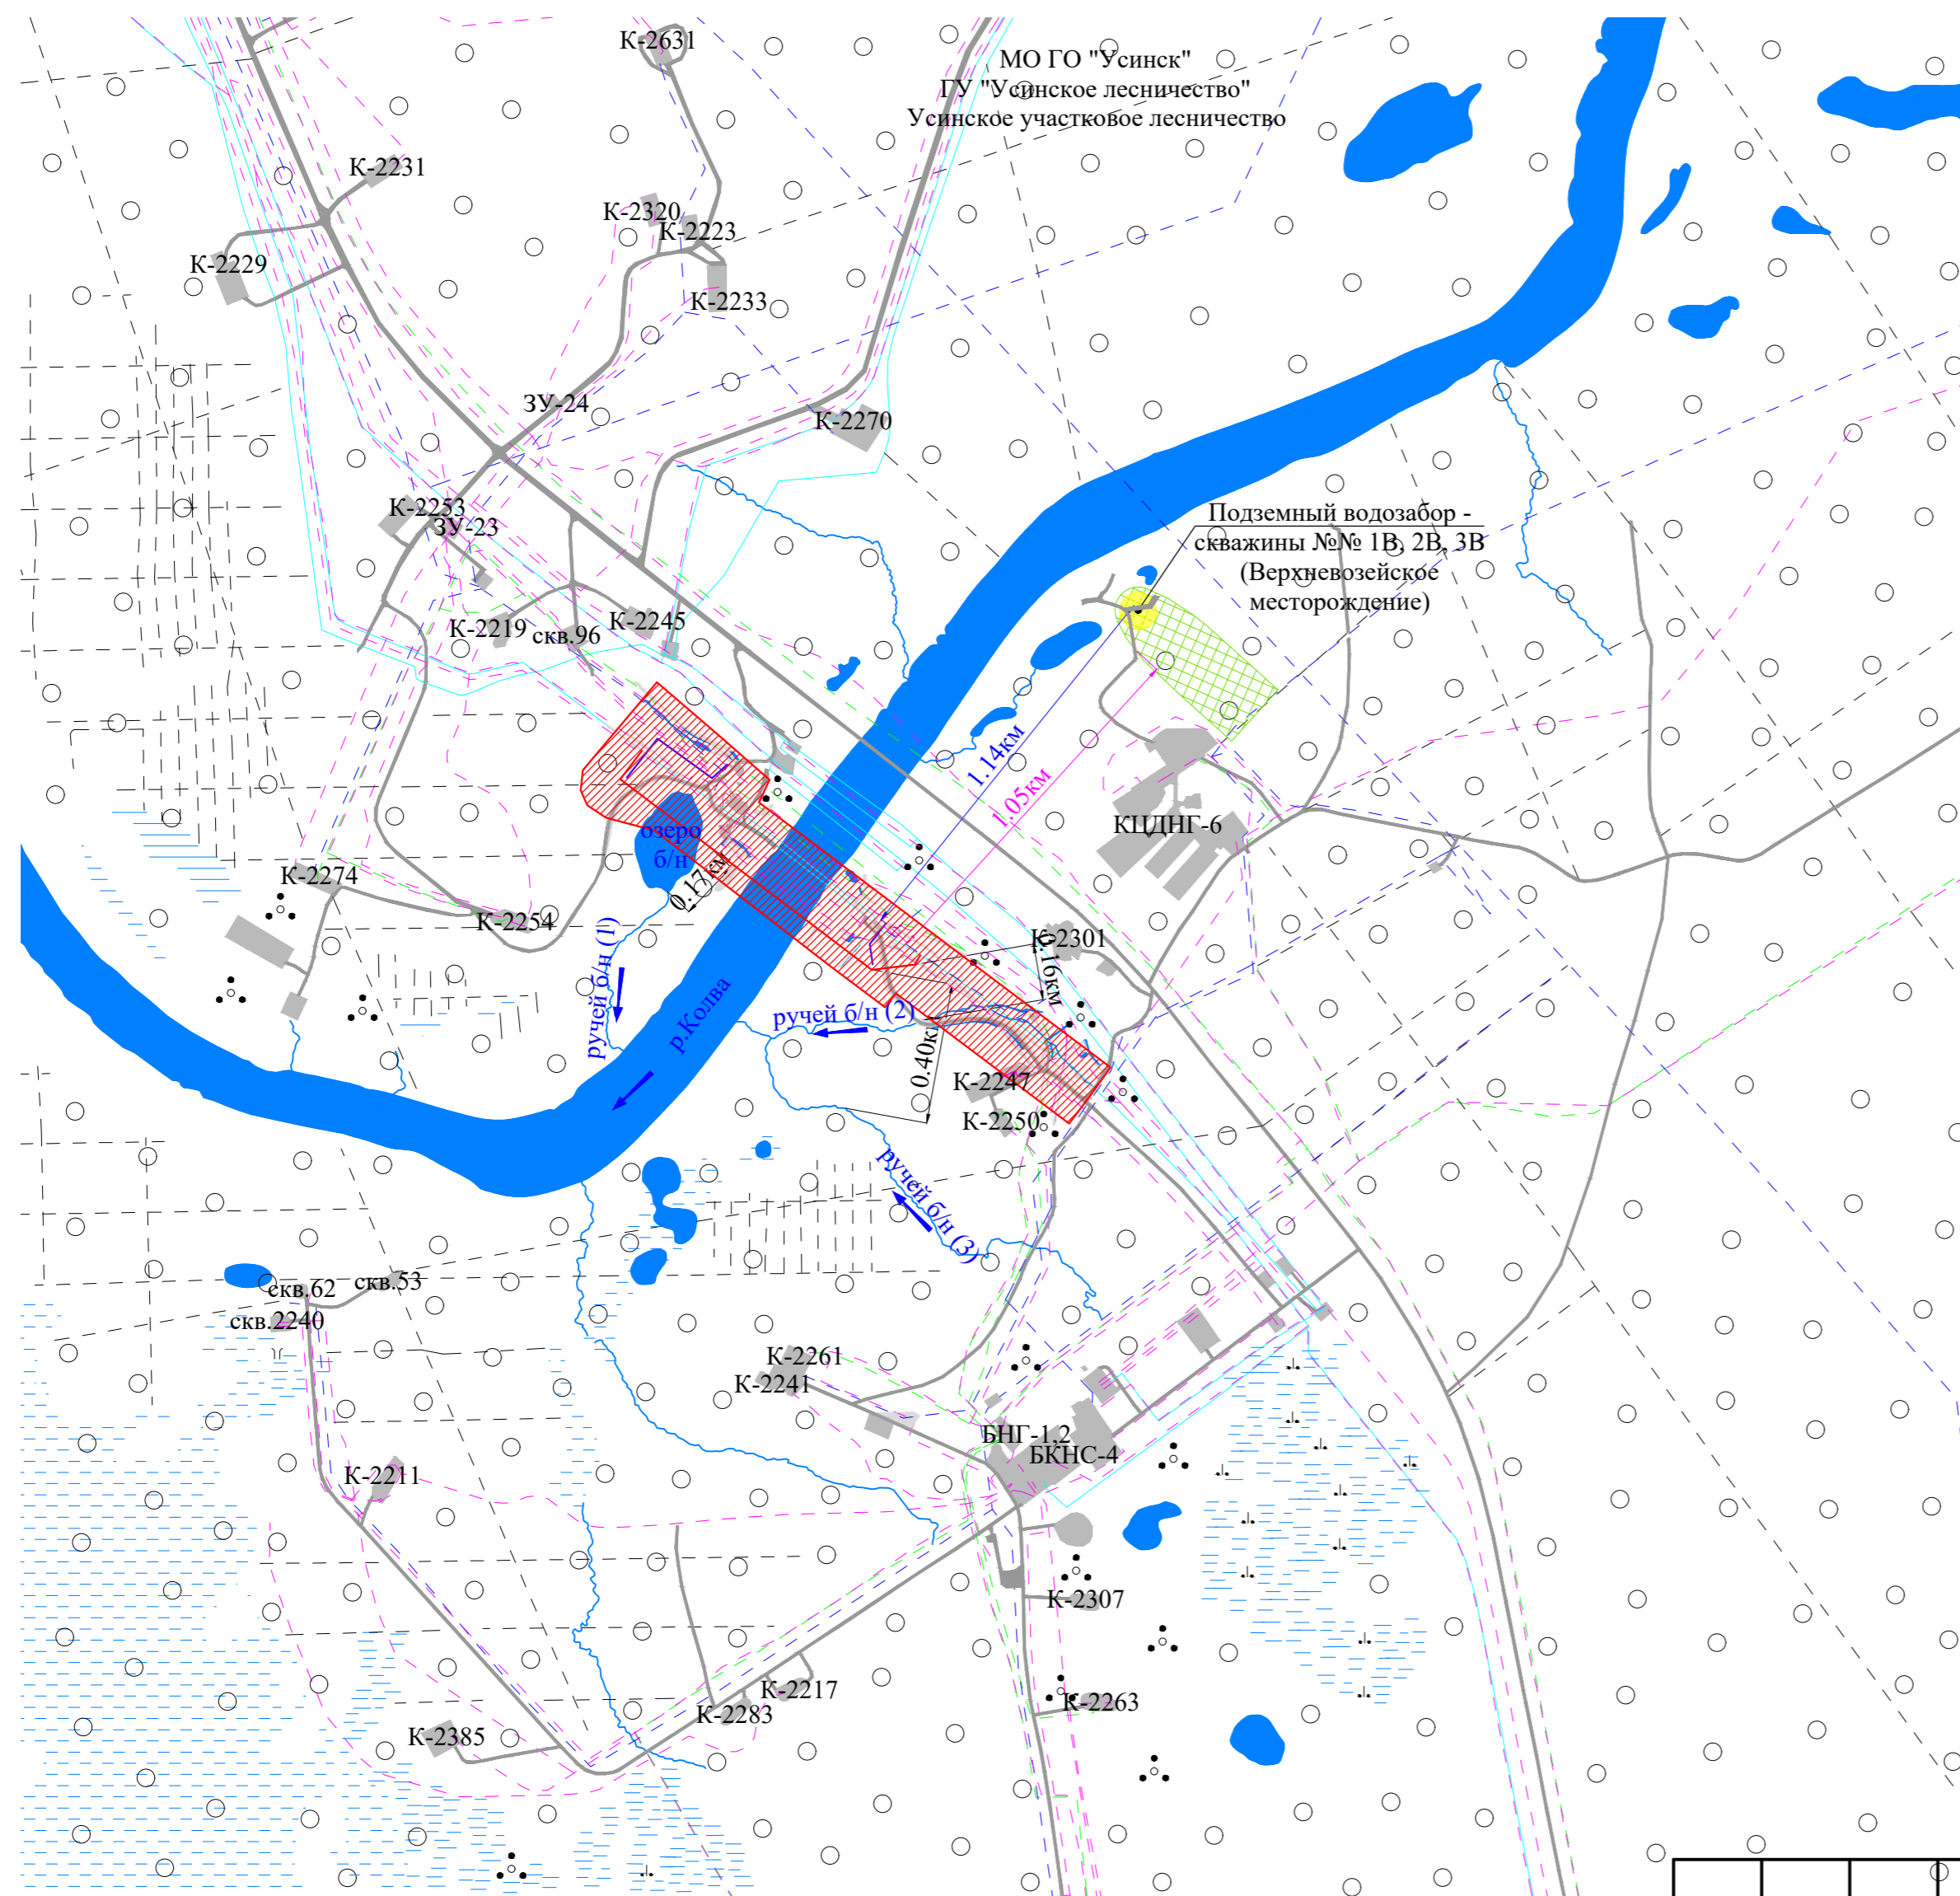 К-2631
МО ГО "Усинск"
ГУ "Усинское лесничество"
Усинское участковое лесничество
К-2231
К-2320
К-2223
К-2229
К-2233
ЗУ-24
К-2270
К-2253
ЗУ-23
Подземный водозабор -
скважины №№ 1В, 2В, 3В
(Верхневозейское
месторождение)
К-2219
скв.96
К-2245
1.14км
1.05км
КЦДНГ-6
озеро
б/н
0.17км
К-2274
К-2254
К-2301
0.16км
ручей б/н (1)
р.Колва
ручей б/н (2)
0.40км
К-2247
К-2250
ручей б/н (3)
скв.62
скв.53
скв.2240
К-2261
К-2241
БНГ-1,2
БКНС-4
К-2211
К-2307
К-2217
К-2263
К-2283
К-2385